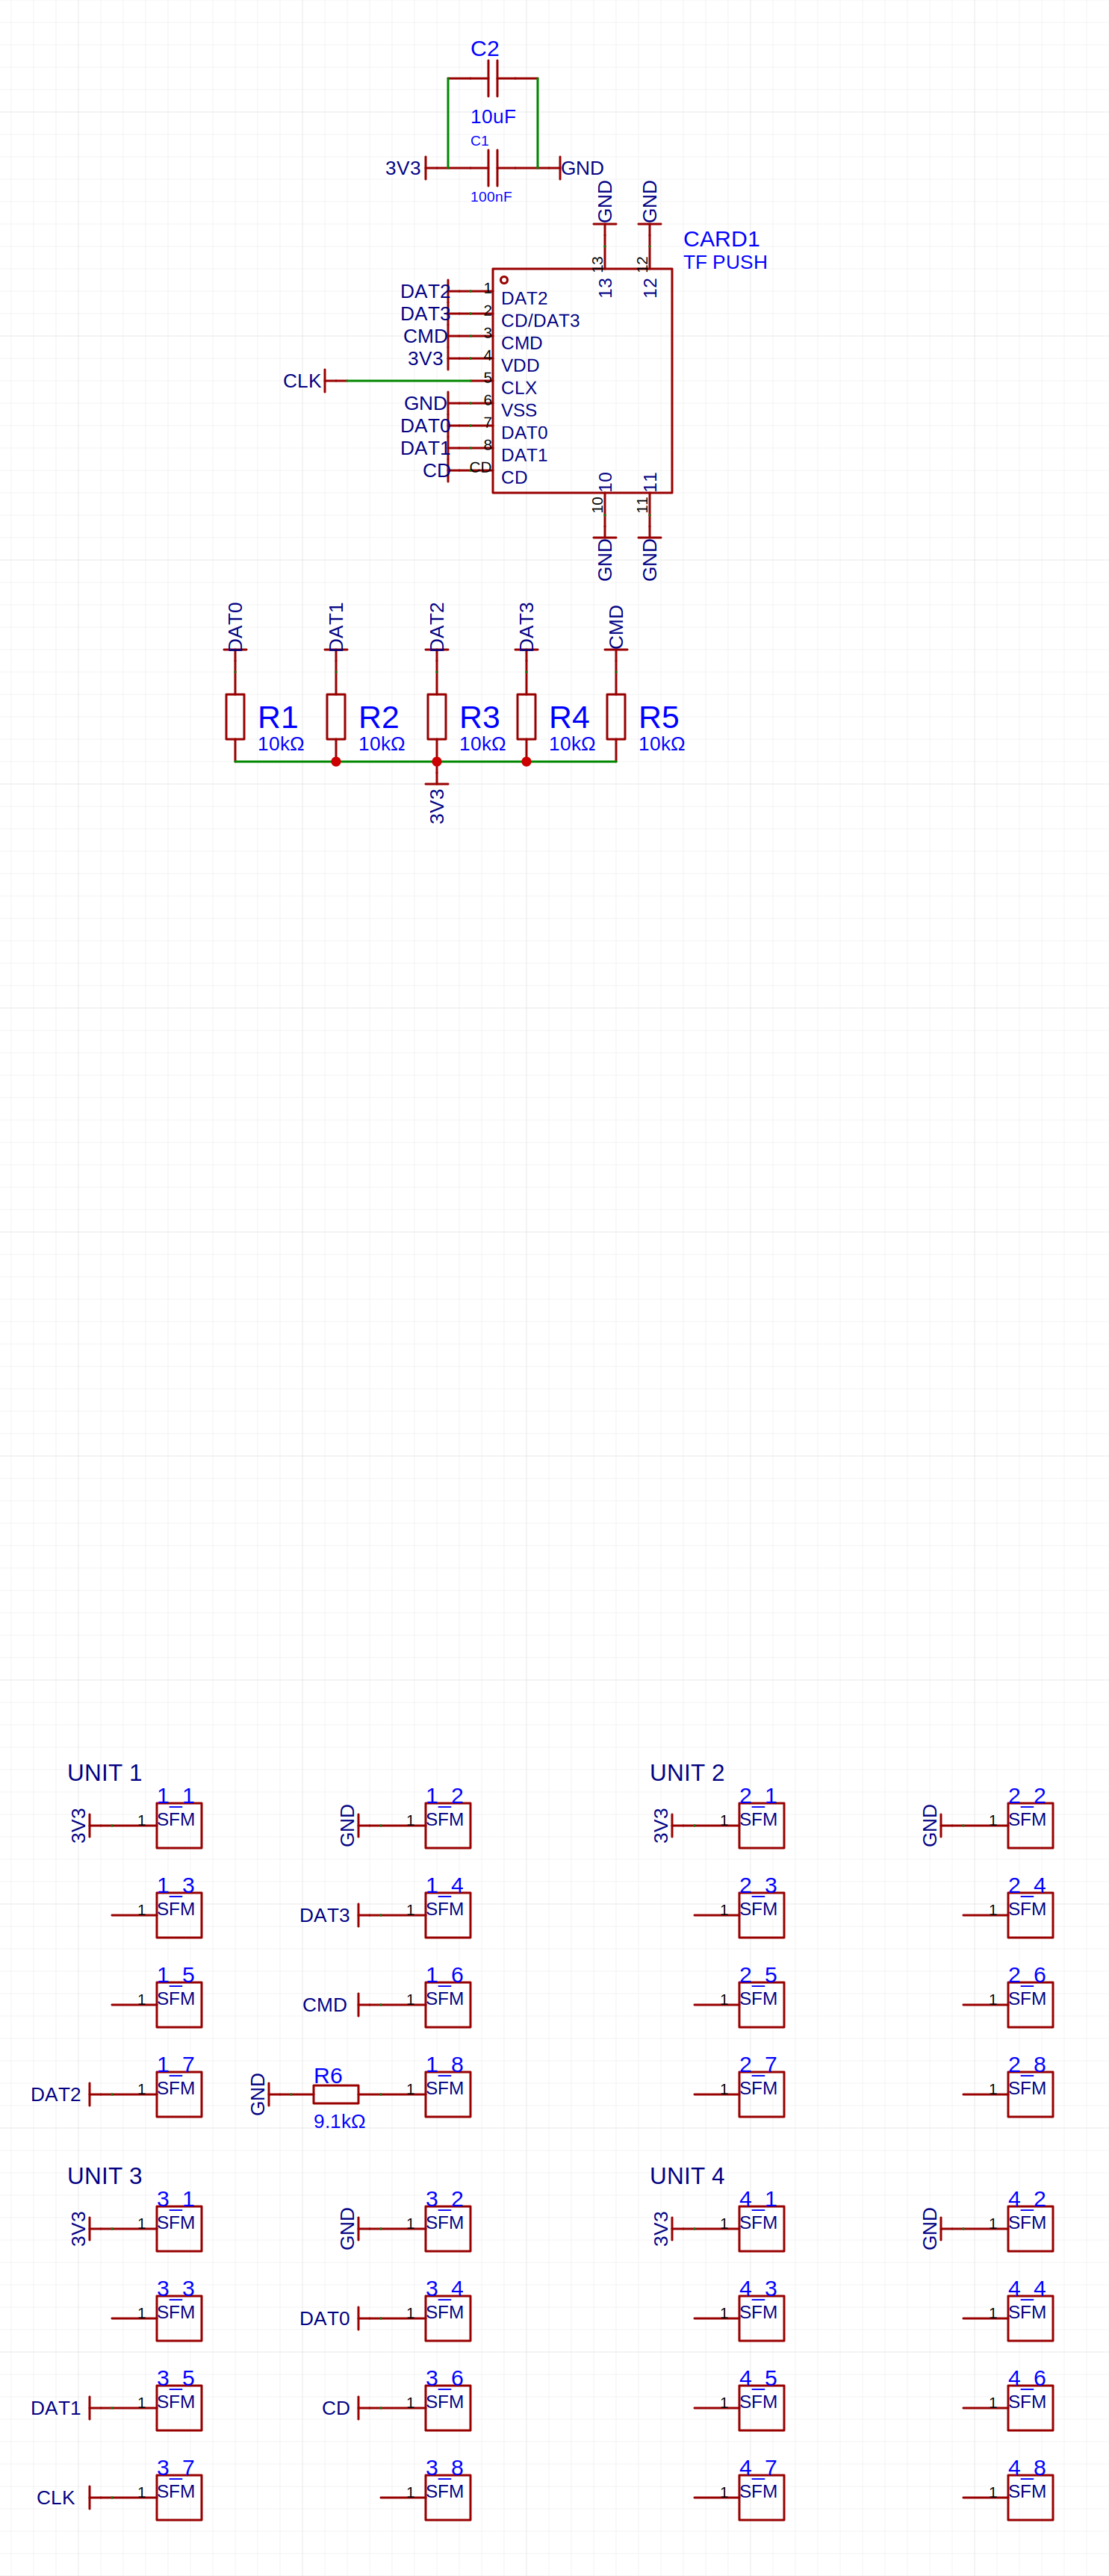 C2
10uF
C1
3V3 GND
100nF
GND GND
CARD1
TF PUSH
13 12
13 12
DAT2 1 DAT2
DAT3 2 CD/DAT3
CMD 3 CMD
3V3 4 VDD
CLK 5 CLX
GND 6 VSS
DAT0 7 DAT0
DAT1 8 DAT1
CD CD CD
10 11
10 11
GND GND
DAT0 DAT1 DAT2 DAT3 CMD
R1 R2 R3 R4 R5
10kΩ 10kΩ 10kΩ 10kΩ 10kΩ
3V3
UNIT 1 UNIT 2
1_1 1_2 2_1 2_2
3V3 1 SFM GND 1 SFM 3V3 1 SFM GND 1 SFM
1_3 1_4 2_3 2_4
1 SFM DAT3 1 SFM 1 SFM 1 SFM
1_5 1_6 2_5 2_6
1 SFM CMD 1 SFM 1 SFM 1 SFM
1_7 R6 1_8 2_7 2_8
DAT2 1 SFM GND 1 SFM 1 SFM 1 SFM
9.1kΩ
UNIT 3 UNIT 4
3_1 3_2 4_1 4_2
3V3 1 SFM GND 1 SFM 3V3 1 SFM GND 1 SFM
3_3 3_4 4_3 4_4
1 SFM DAT0 1 SFM 1 SFM 1 SFM
3_5 3_6 4_5 4_6
DAT1 1 SFM CD 1 SFM 1 SFM 1 SFM
3_7 3_8 4_7 4_8
CLK 1 SFM 1 SFM 1 SFM 1 SFM